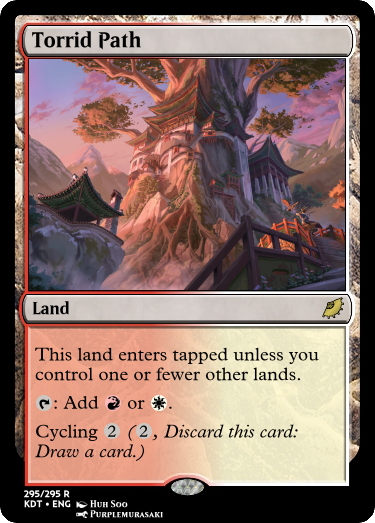 Torrid Path
Land
This land enters tapped unless you
control one or fewer other lands.
: Add or .
Cycling 2 (2, Discard this card:
Draw a card.)
295/295 R
KDT • ENG Huh Soo
Purplemurasaki